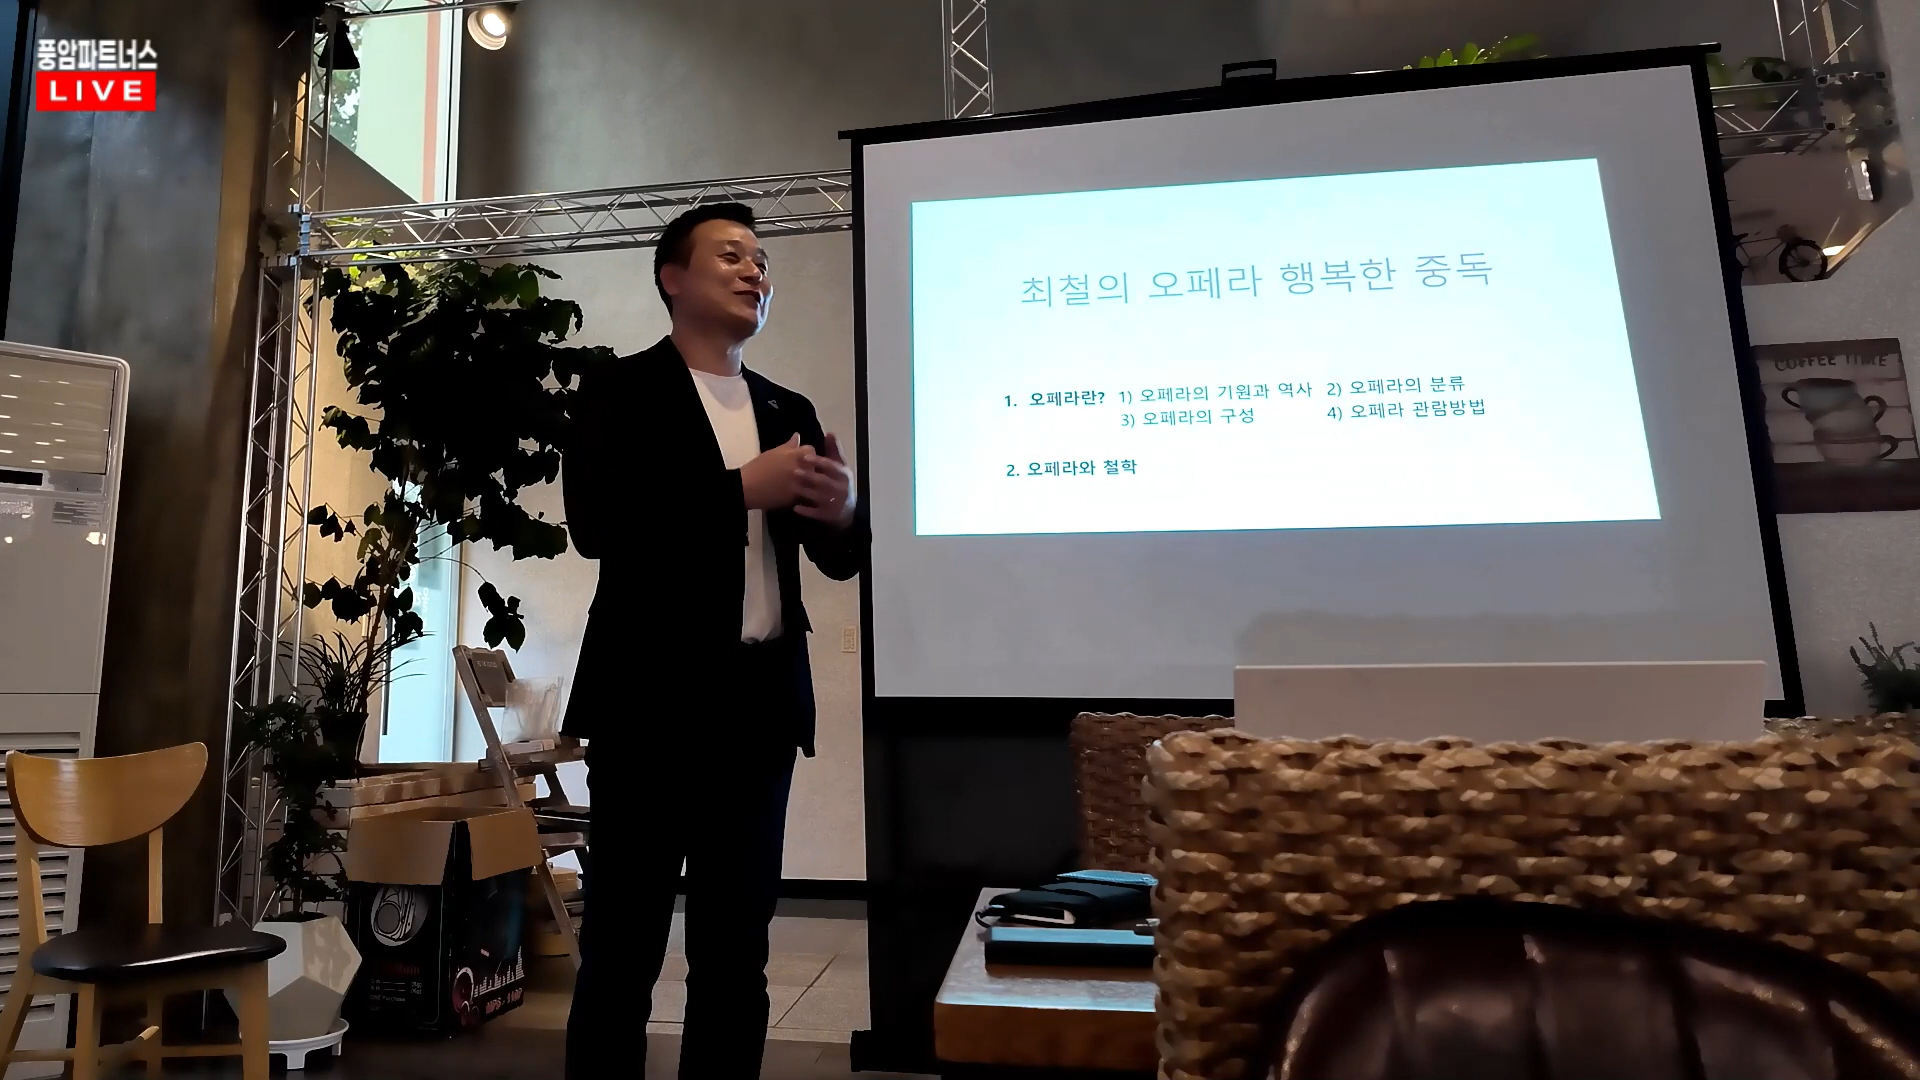 풍암파트너스
LIVE
최철의 오페라 행복한 중독
1. 오페라란? 1) 오페라의 기원과 역사 2) 오페라의 분류
3) 오페라의 구성 4) 오페라 관람방법
2. 오페라와 철학
COFFEE TIME